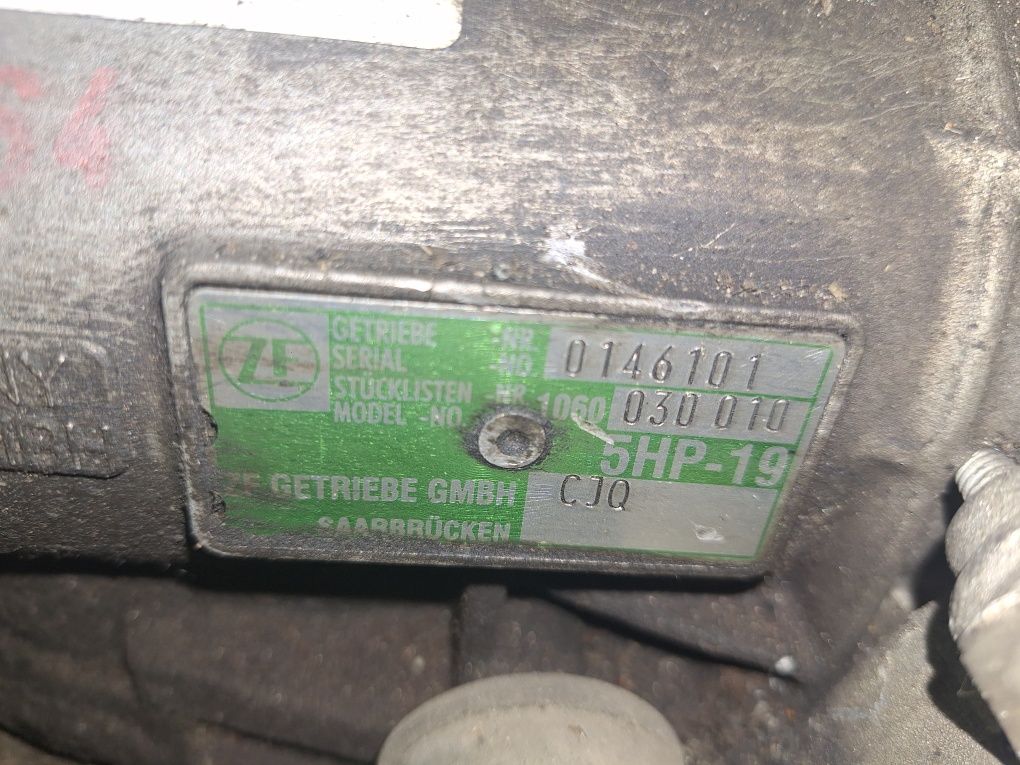 54
ZF
GETRIEBE -NR. 0146101
SERIAL -NO.
STÜCKLISTEN -NR. 1060 030 010
MODEL -NO.
5HP-19
ZF GETRIEBE GMBH CJQ
SAARBRÜCKEN